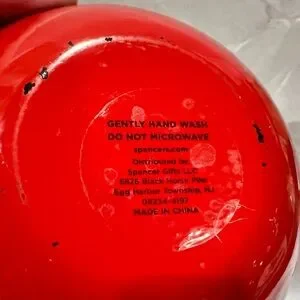 GENTLY HAND WASH
DO NOT MICROWAVE
spencers.com
Distributed by:
Spencer Gifts LLC
6826 Black Horse Pike
Egg Harbor Township, NJ
08234-4197
MADE IN CHINA